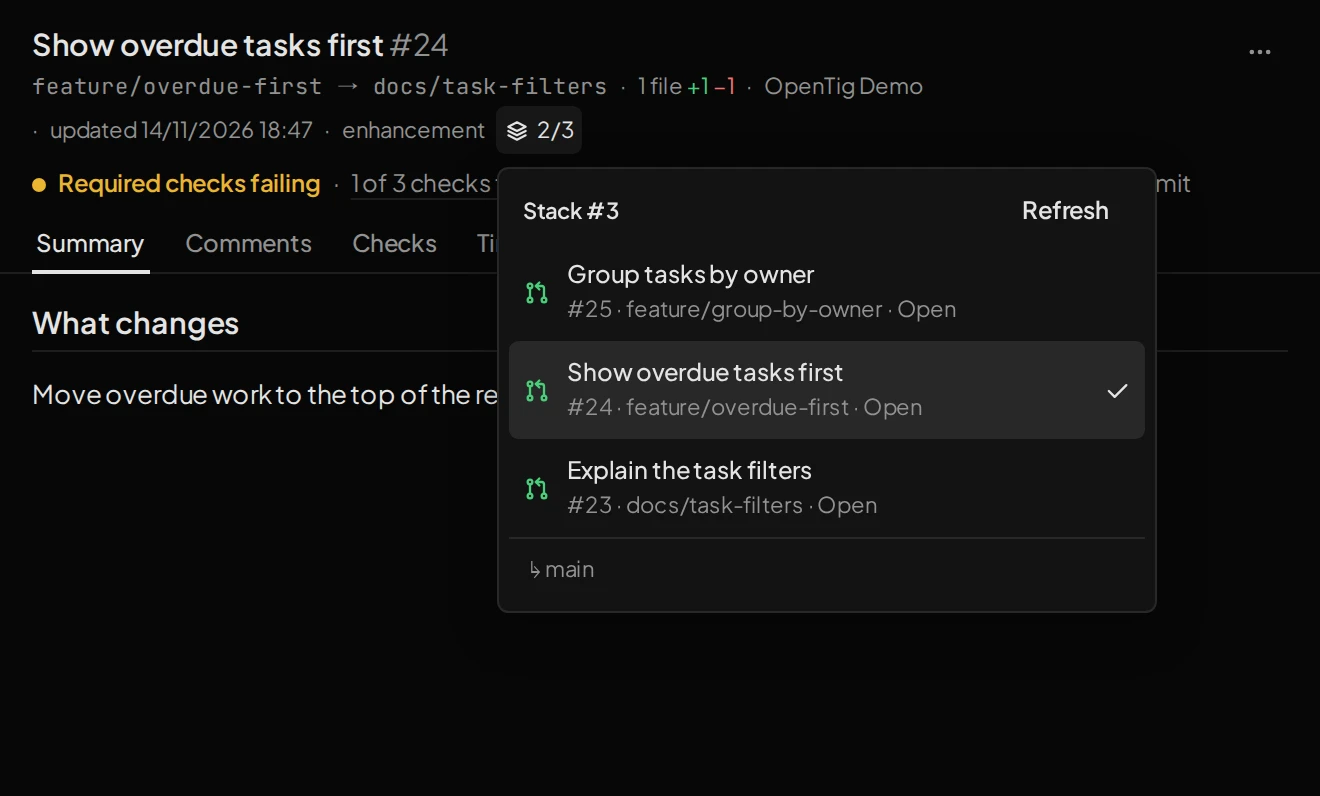 Show overdue tasks first #24
feature/overdue-first → docs/task-filters · 1 file +1 −1 · OpenTig Demo
· updated 14/11/2026 18:47 · enhancement 2/3
Required checks failing · 1 of 3 checks
Summary Comments Checks
What changes
Move overdue work to the top of the
Stack #3 Refresh
Group tasks by owner
#25 · feature/group-by-owner · Open
Show overdue tasks first
#24 · feature/overdue-first · Open
Explain the task filters
#23 · docs/task-filters · Open
↳ main